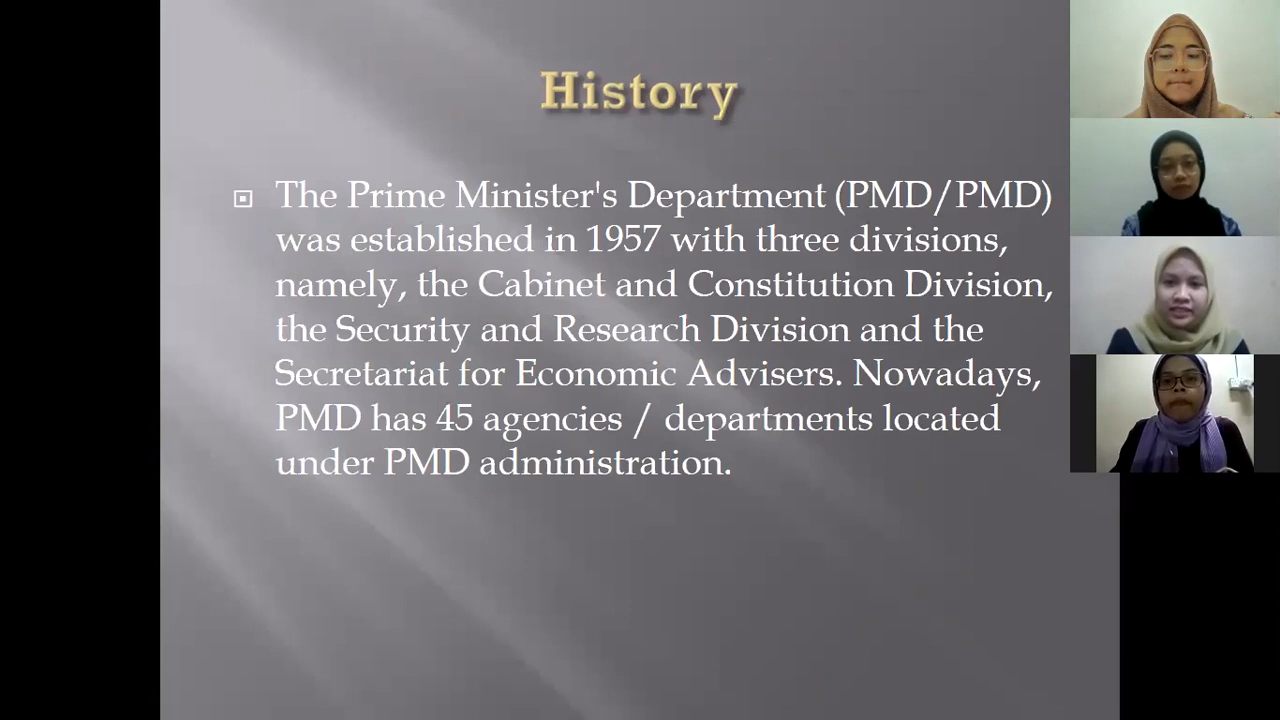 History
The Prime Minister's Department (PMD/PMD)
was established in 1957 with three divisions,
namely, the Cabinet and Constitution Division,
the Security and Research Division and the
Secretariat for Economic Advisers. Nowadays,
PMD has 45 agencies / departments located
under PMD administration.